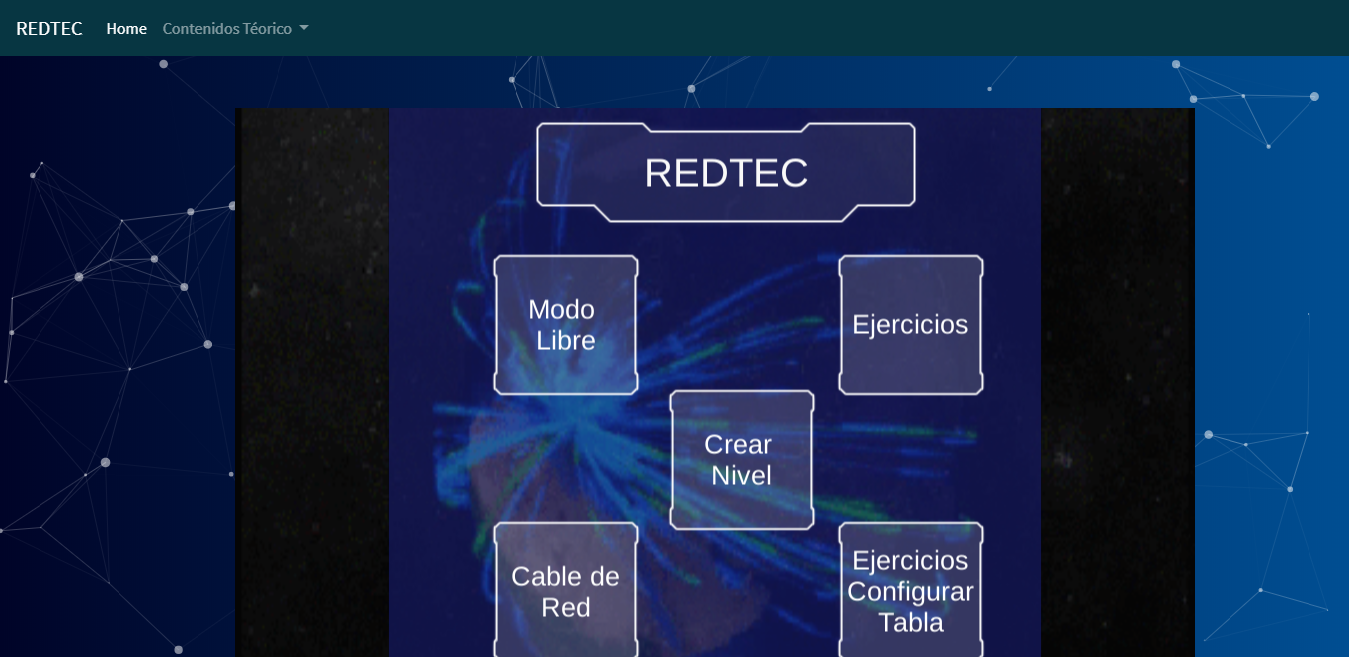 REDTEC Home Contenidos Téorico
REDTEC
Modo
Libre
Ejercicios
Crear
Nivel
Cable de
Red
Ejercicios
Configurar
Tabla